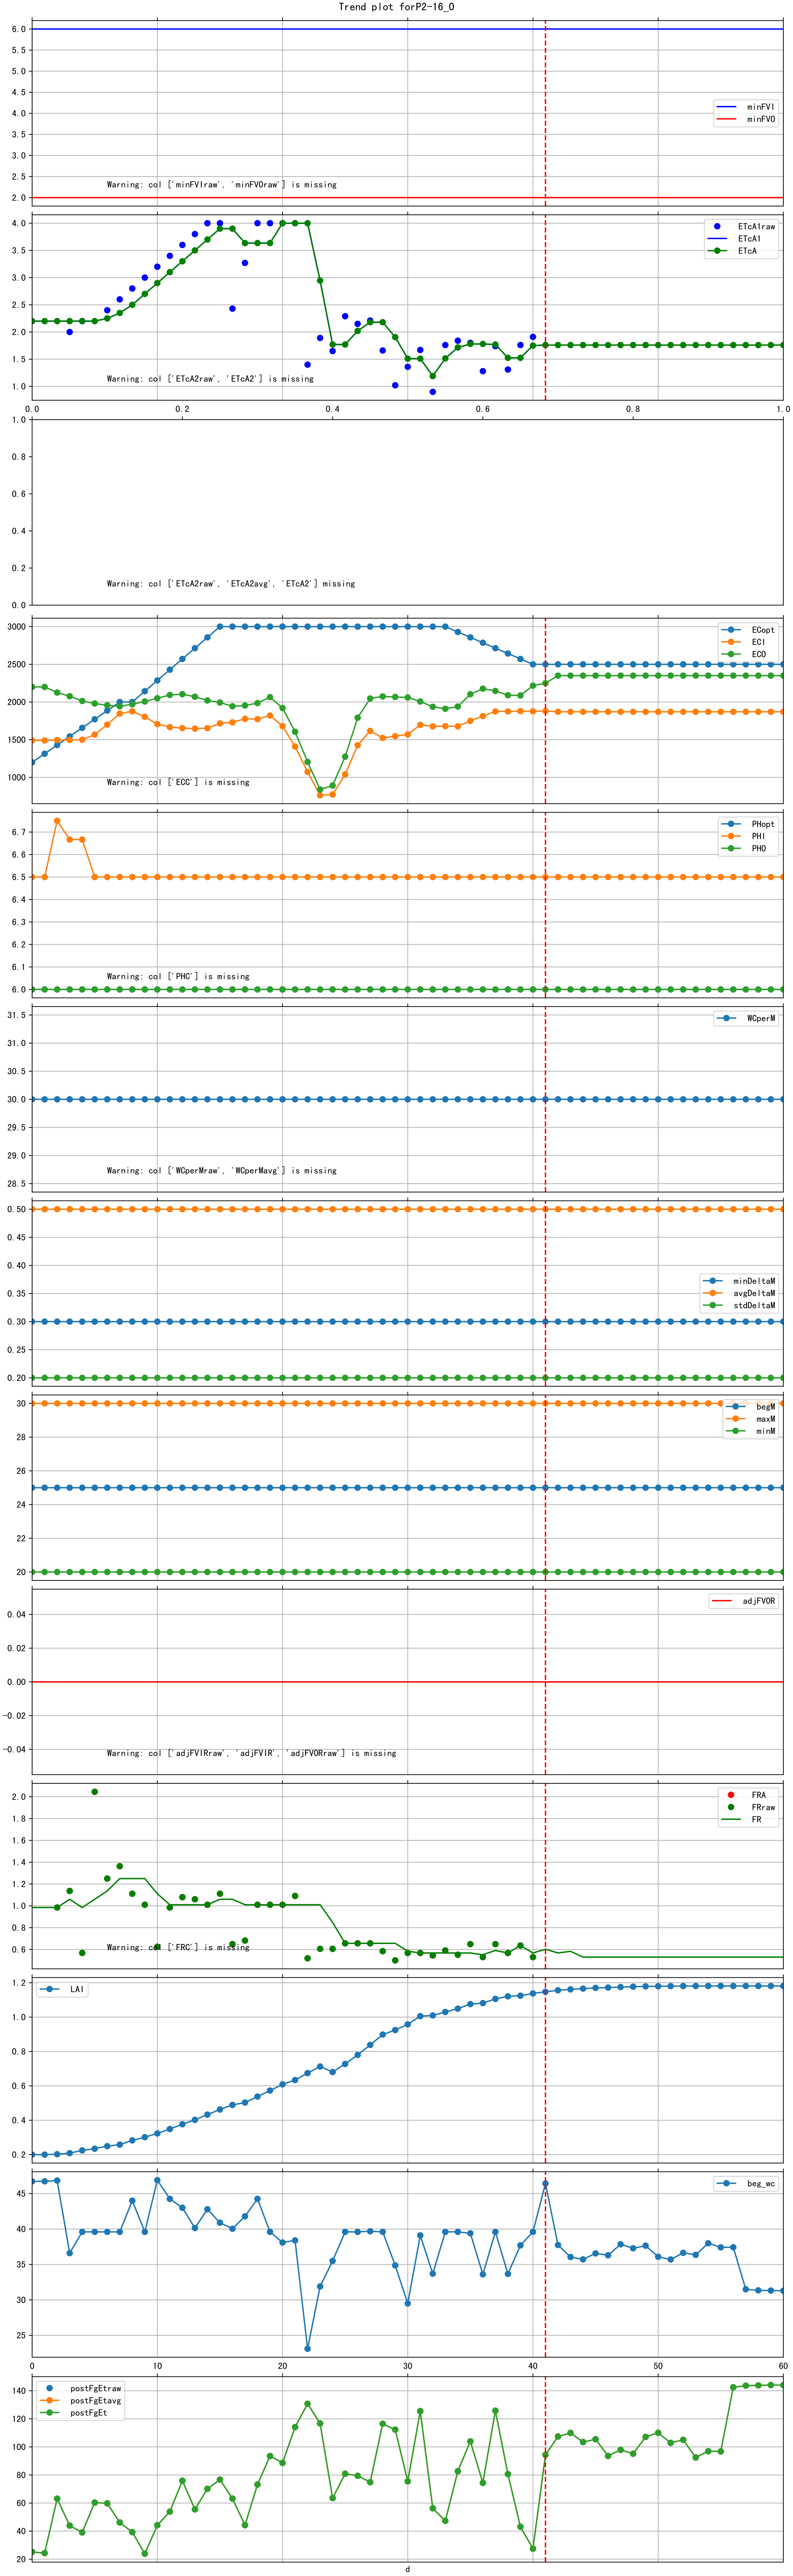 Trend plot forP2-16_0
6.0
5.5
5.0
4.5
4.0
3.5
3.0
2.5
2.0
minFVI
minFVO
Warning: col ['minFVIraw', 'minFVOraw'] is missing
4.0
3.5
3.0
2.5
2.0
1.5
1.0
ETcA1raw
ETcA1
ETcA
Warning: col ['ETcA2raw', 'ETcA2'] is missing
0.0 0.2 0.4 0.6 0.8 1.0
1.0
0.8
0.6
0.4
0.2
0.0
Warning: col ['ETcA2raw', 'ETcA2avg', 'ETcA2'] missing
3000
2500
2000
1500
1000
ECopt
ECI
ECO
Warning: col ['ECC'] is missing
6.7
6.6
6.5
6.4
6.3
6.2
6.1
6.0
PHopt
PHI
PHO
Warning: col ['PHC'] is missing
31.5
31.0
30.5
30.0
29.5
29.0
28.5
WCperM
Warning: col ['WCperMraw', 'WCperMavg'] is missing
0.50
0.45
0.40
0.35
0.30
0.25
0.20
minDeltaM
avgDeltaM
stdDeltaM
30
28
26
24
22
20
begM
maxM
minM
0.04
0.02
0.00
-0.02
-0.04
adjFVOR
Warning: col ['adjFVIRraw', 'adjFVIR', 'adjFVORraw'] is missing
2.0
1.8
1.6
1.4
1.2
1.0
0.8
0.6
FRA
FRraw
FR
Warning: col ['FRC'] is missing
1.2
1.0
0.8
0.6
0.4
0.2
LAI
45
40
35
30
25
beg_wc
0 10 20 30 40 50 60
140
120
100
80
60
40
20
postFgEtraw
postFgEtavg
postFgEt
d